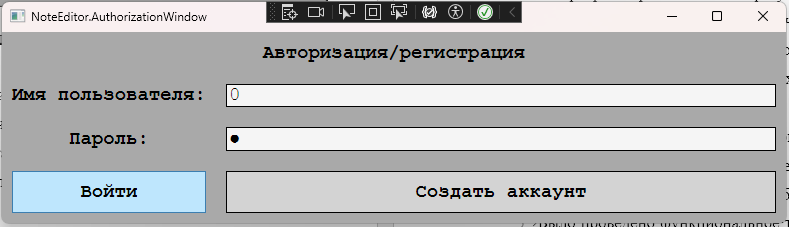 NoteEditor.AuthorizationWindow
Авторизация/регистрация
Имя пользователя: 0
Пароль: ●
Войти Создать аккаунт